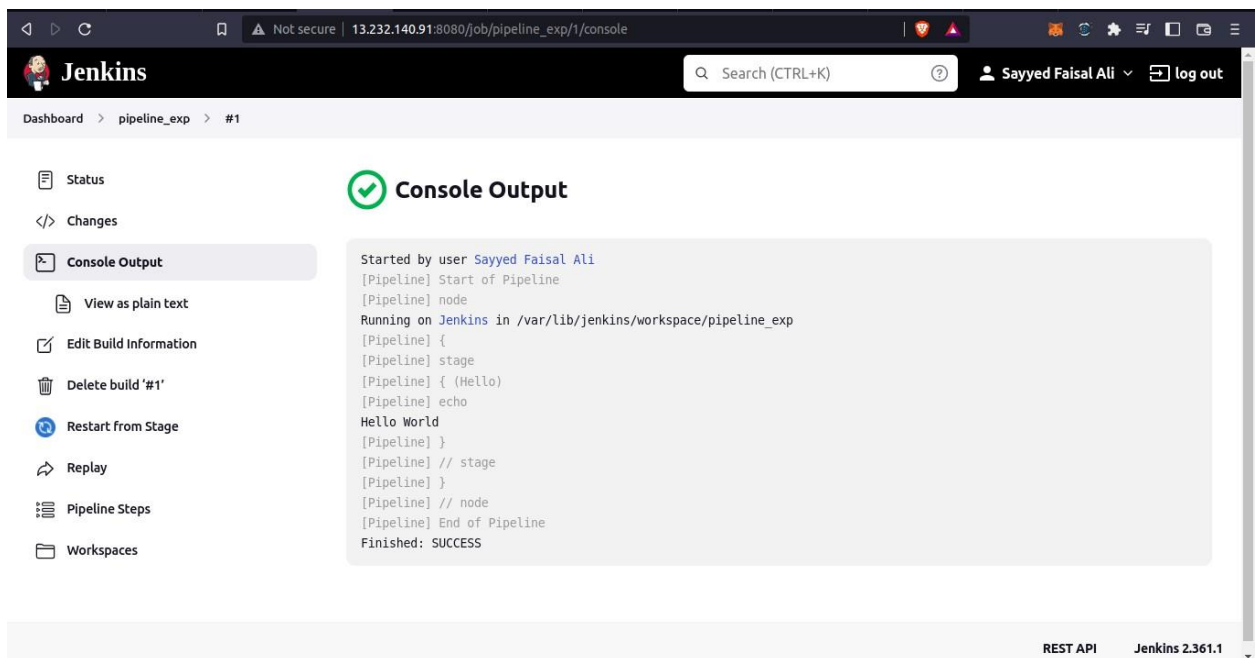 Not secure | 13.232.140.91:8080/job/pipeline_exp/1/console
Jenkins
Search (CTRL+K)
Sayyed Faisal Ali
log out
Dashboard > pipeline_exp > #1
Status
</> Changes
Console Output
View as plain text
Edit Build Information
Delete build '#1'
Restart from Stage
Replay
Pipeline Steps
Workspaces
Console Output
Started by user Sayyed Faisal Ali
[Pipeline] Start of Pipeline
[Pipeline] node
Running on Jenkins in /var/lib/jenkins/workspace/pipeline_exp
[Pipeline] {
[Pipeline] stage
[Pipeline] { (Hello)
[Pipeline] echo
Hello World
[Pipeline] }
[Pipeline] // stage
[Pipeline] }
[Pipeline] // node
[Pipeline] End of Pipeline
Finished: SUCCESS
REST API Jenkins 2.361.1